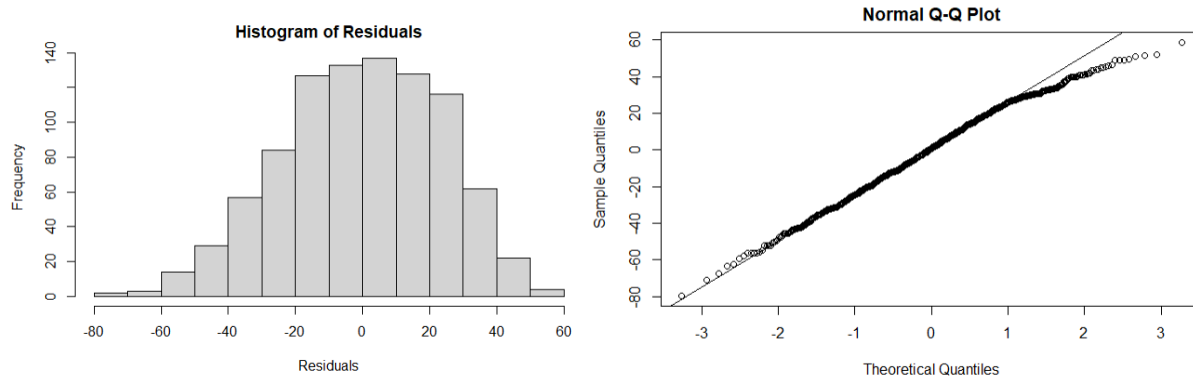 Histogram of Residuals
Frequency
0 20 40 60 80 100 140
-80 -60 -40 -20 0 20 40 60
Residuals
Normal Q-Q Plot
Sample Quantiles
-80 -60 -40 -20 0 20 40 60
-3 -2 -1 0 1 2 3
Theoretical Quantiles